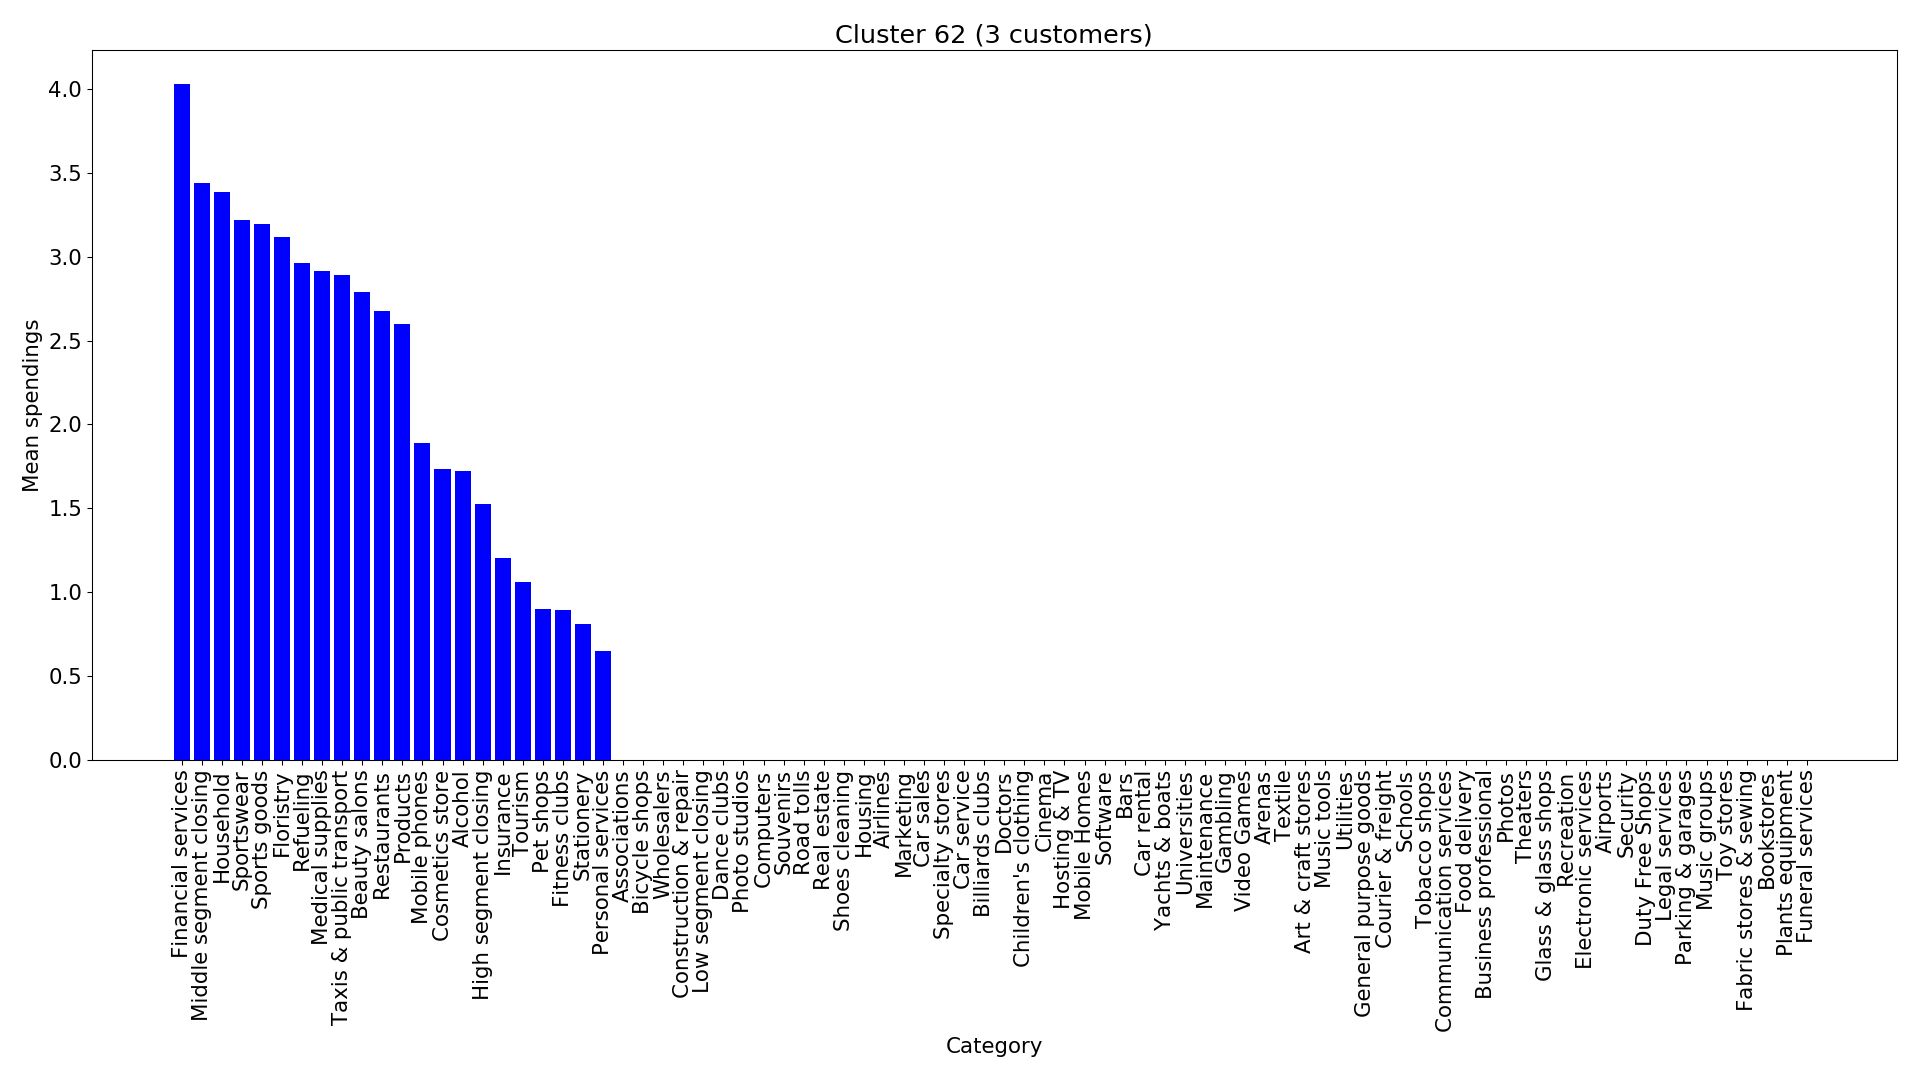 Cluster 62 (3 customers)
Mean spendings
4.0
3.5
3.0
2.5
2.0
1.5
1.0
0.5
0.0
Financial services
Middle segment closing
Household
Sportswear
Sports goods
Floristry
Refuelling
Medical supplies
Taxis & public transport
Beauty salons
Restaurants
Products
Mobile phones
Cosmetics store
Alcohol
High segment closing
Insurance
Tourism
Pet shops
Fitness clubs
Stationery
Personal services
Associations
Bicycle shops
Wholesalers
Construction & repair
Low segment closing
Dance clubs
Photo studios
Computers
Souvenirs
Road tolls
Real estate
Shoes cleaning
Housing
Airlines
Marketing
Car sales
Specialty stores
Car service
Billiards clubs
Doctors
Children's clothing
Cinema
Hosting & TV
Mobile Homes
Software
Bars
Car rental
Yachts & boats
Universities
Maintenance
Gambling
Video Games
Arenas
Textile
Art & craft stores
Music tools
Utilities
General purpose goods
Courier & freight
Schools
Tobacco shops
Communication services
Food delivery
Business professional
Photos
Theaters
Glass & glass shops
Recreation
Electronic services
Airports
Security
Duty Free Shops
Legal services
Parking & garages
Music groups
Toy stores
Fabric stores & sewing
Bookstores
Plants equipment
Funeral services
Category